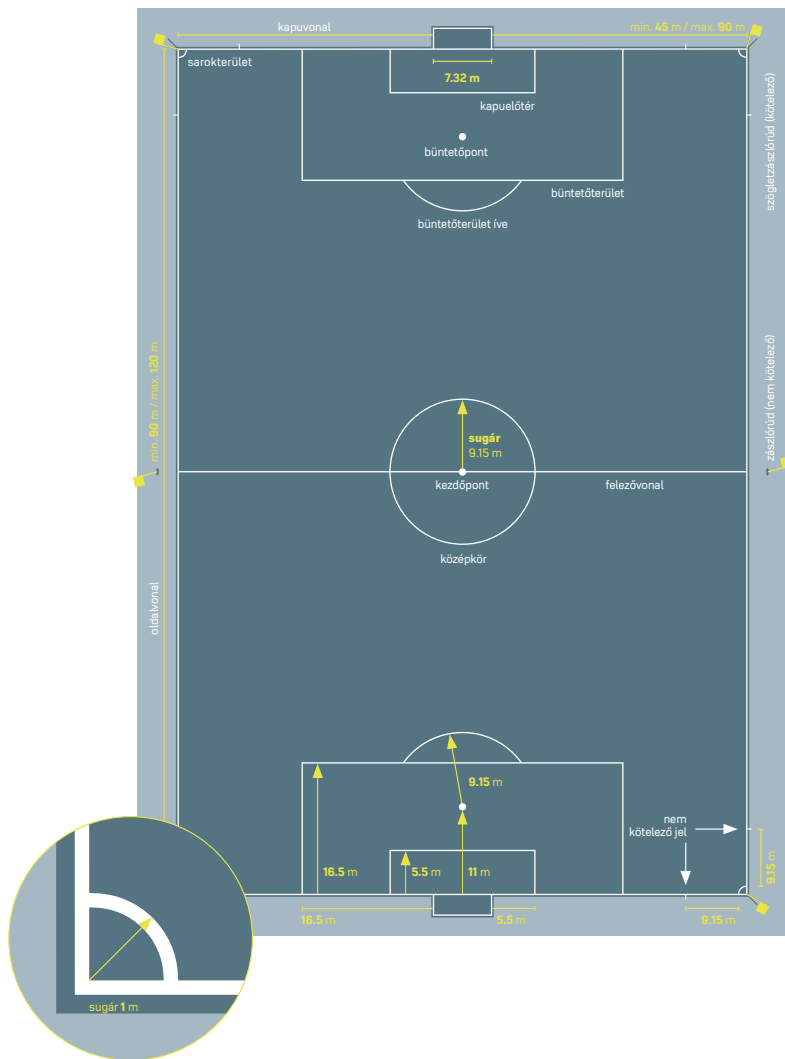 kapuvonal
min. 45 m / max. 90 m
sarokterület
7.32 m
kapuelőtér
büntetőpont
büntetőterület
büntetőterület íve
szögletzászlórúd (kötelező)
min. 90 m / max. 120 m
zászlórúd (nem kötelező)
sugár
9.15 m
kezdőpont
felezővonal
középkör
oldalvonal
9.15 m
nem
kötelező jel
16.5 m
5.5 m
11 m
9.15 m
16.5 m
5.5 m
9.15 m
sugár 1 m